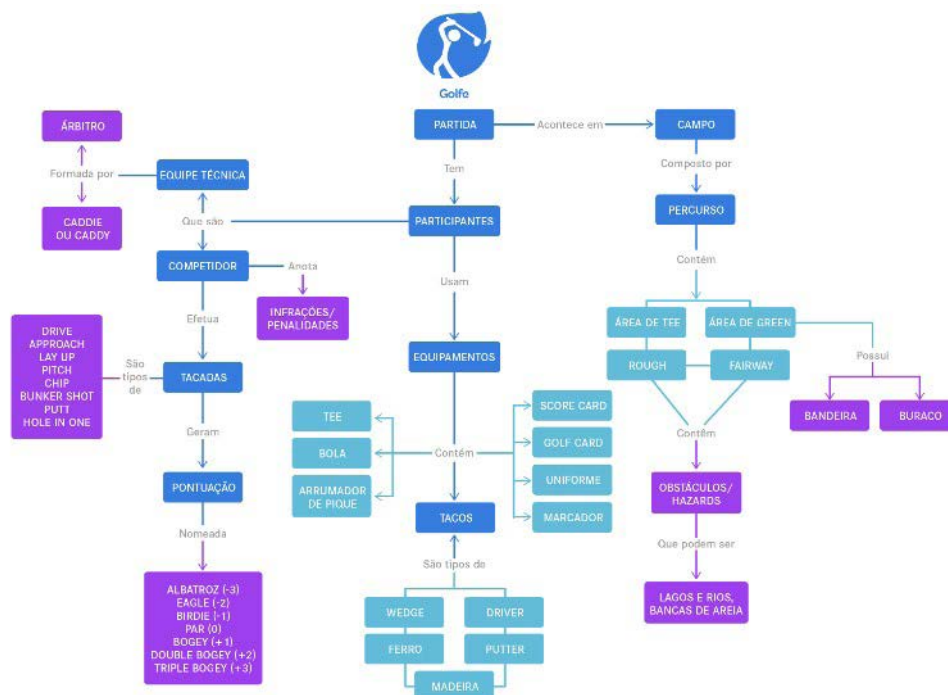 Golfe
PARTIDA
Acontece em
CAMPO
Tem
Composto por
PARTICIPANTES
PERCURSO
ÁRBITRO
Formada por
EQUIPE TÉCNICA
CADDIE
OU CADDY
Que são
COMPETIDOR
Anota
INFRAÇÕES/
PENALIDADES
Efetua
DRIVE
APPROACH
LAY UP
PITCH
CHIP
BUNKER SHOT
PUTT
HOLE IN ONE
São
tipos
de
TACADAS
Geram
PONTUAÇÃO
Nomeada
ALBATROZ (-3)
EAGLE (-2)
BIRDIE (-1)
PAR (0)
BOGEY (+1)
DOUBLE BOGEY (+2)
TRIPLE BOGEY (+3)
Usam
EQUIPAMENTOS
Contém
TEE
BOLA
ARRUMADOR
DE PIQUE
SCORE CARD
GOLF CARD
UNIFORME
MARCADOR
TACOS
São tipos de
WEDGE
DRIVER
FERRO
PUTTER
MADEIRA
Contém
ÁREA DE TEE
ÁREA DE GREEN
ROUGH
FAIRWAY
Possui
BANDEIRA
BURACO
Contêm
OBSTÁCULOS/
HAZARDS
Que podem ser
LAGOS E RIOS,
BANCAS DE AREIA